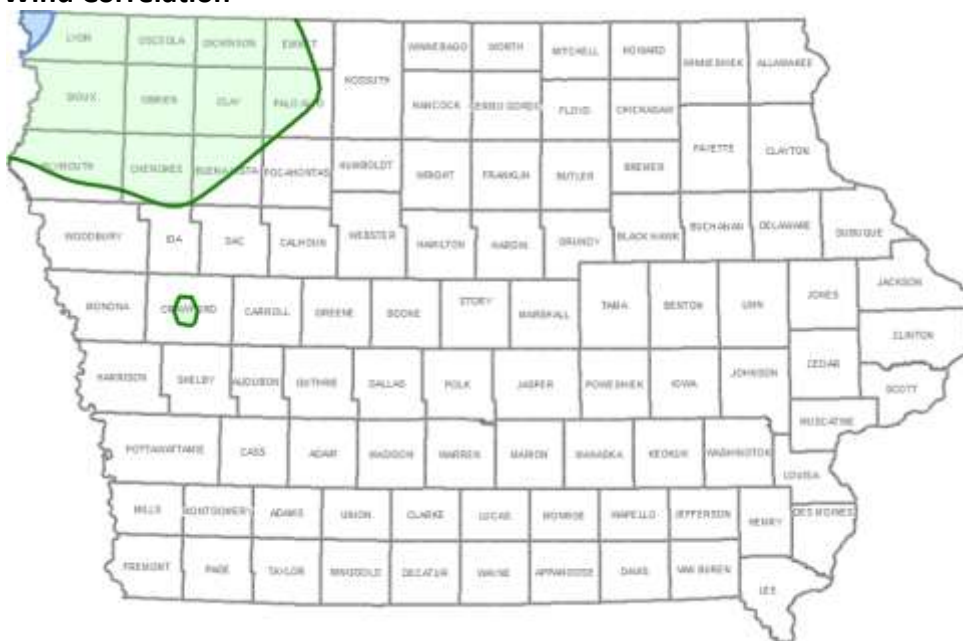 Wind Correlation
LYON OSCEOLA DICKINSON EMMET WINNEBAGO WORTH MITCHELL HOWARD WINNESHIEK ALLAMAKEE
KOSSUTH
SIOUX OBRIEN CLAY PALO ALTO HANCOCK CERRO GORDO FLOYD CHICKASAW
FAYETTE CLAYTON
PLYMOUTH CHEROKEE BUENA VISTA POCAHONTAS HUMBOLDT WRIGHT FRANKLIN BUTLER BREMER
WOODBURY IDA SAC CALHOUN WEBSTER HAMILTON HARDIN GRUNDY BLACK HAWK BUCHANAN DELAWARE DUBUQUE
MONONA CRAWFORD CARROLL GREENE BOONE STORY MARSHALL TAMA BENTON LINN JONES JACKSON
CLINTON
HARRISON SHELBY AUDUBON GUTHRIE DALLAS POLK JASPER POWESHIEK IOWA JOHNSON CEDAR
SCOTT
MUSCATINE
POTTAWATTAMIE CASS ADAIR MADISON WARREN MARION MAHASKA KEOKUK WASHINGTON
LOUISA
MILLS MONTGOMERY ADAMS UNION CLARKE LUCAS MONROE WAPELLO JEFFERSON HENRY DES MOINES
FREMONT PAGE TAYLOR RINGGOLD DECATUR WAYNE APPANOOSE DAVIS VAN BUREN
LEE